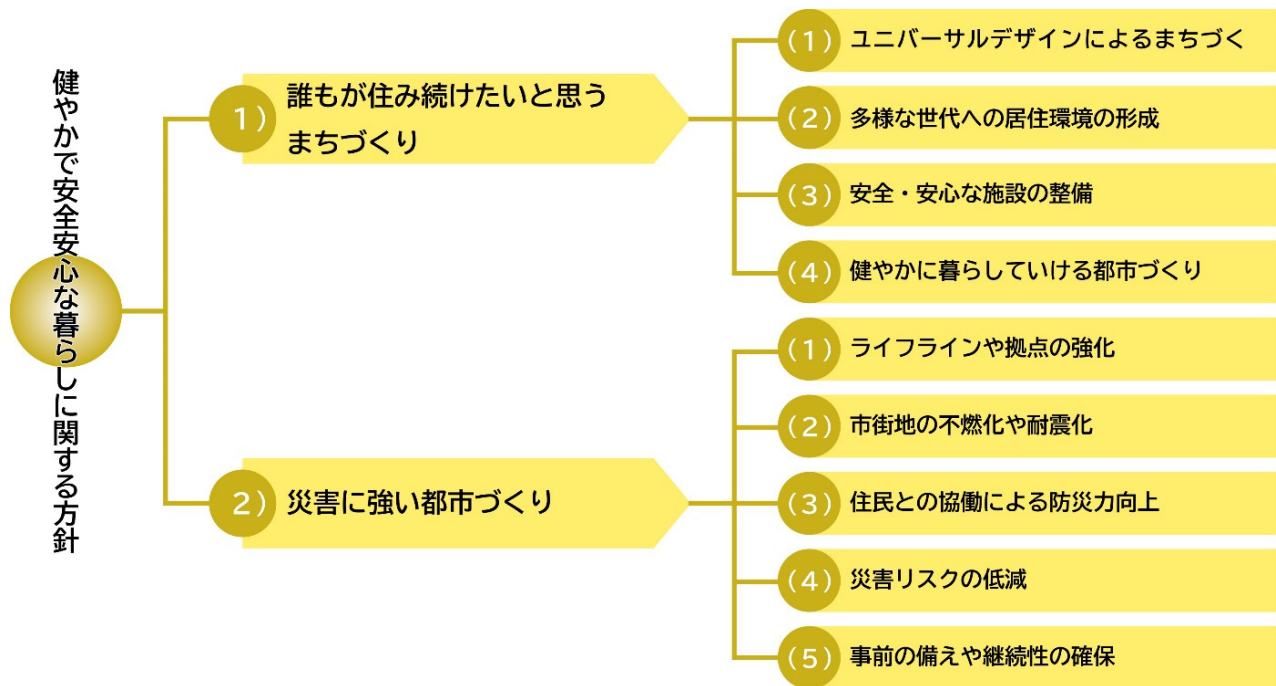 健やかで安全安心な暮らしに関する方針
1)
誰もが住み続けたいと思う
まちづくり
(1) ユニバーサルデザインによるまちづく
(2) 多様な世代への居住環境の形成
(3) 安全・安心な施設の整備
(4) 健やかに暮らしていける都市づくり
2) 災害に強い都市づくり
(1) ライフラインや拠点の強化
(2) 市街地の不燃化や耐震化
(3) 住民との協働による防災力向上
(4) 災害リスクの低減
(5) 事前の備えや継続性の確保